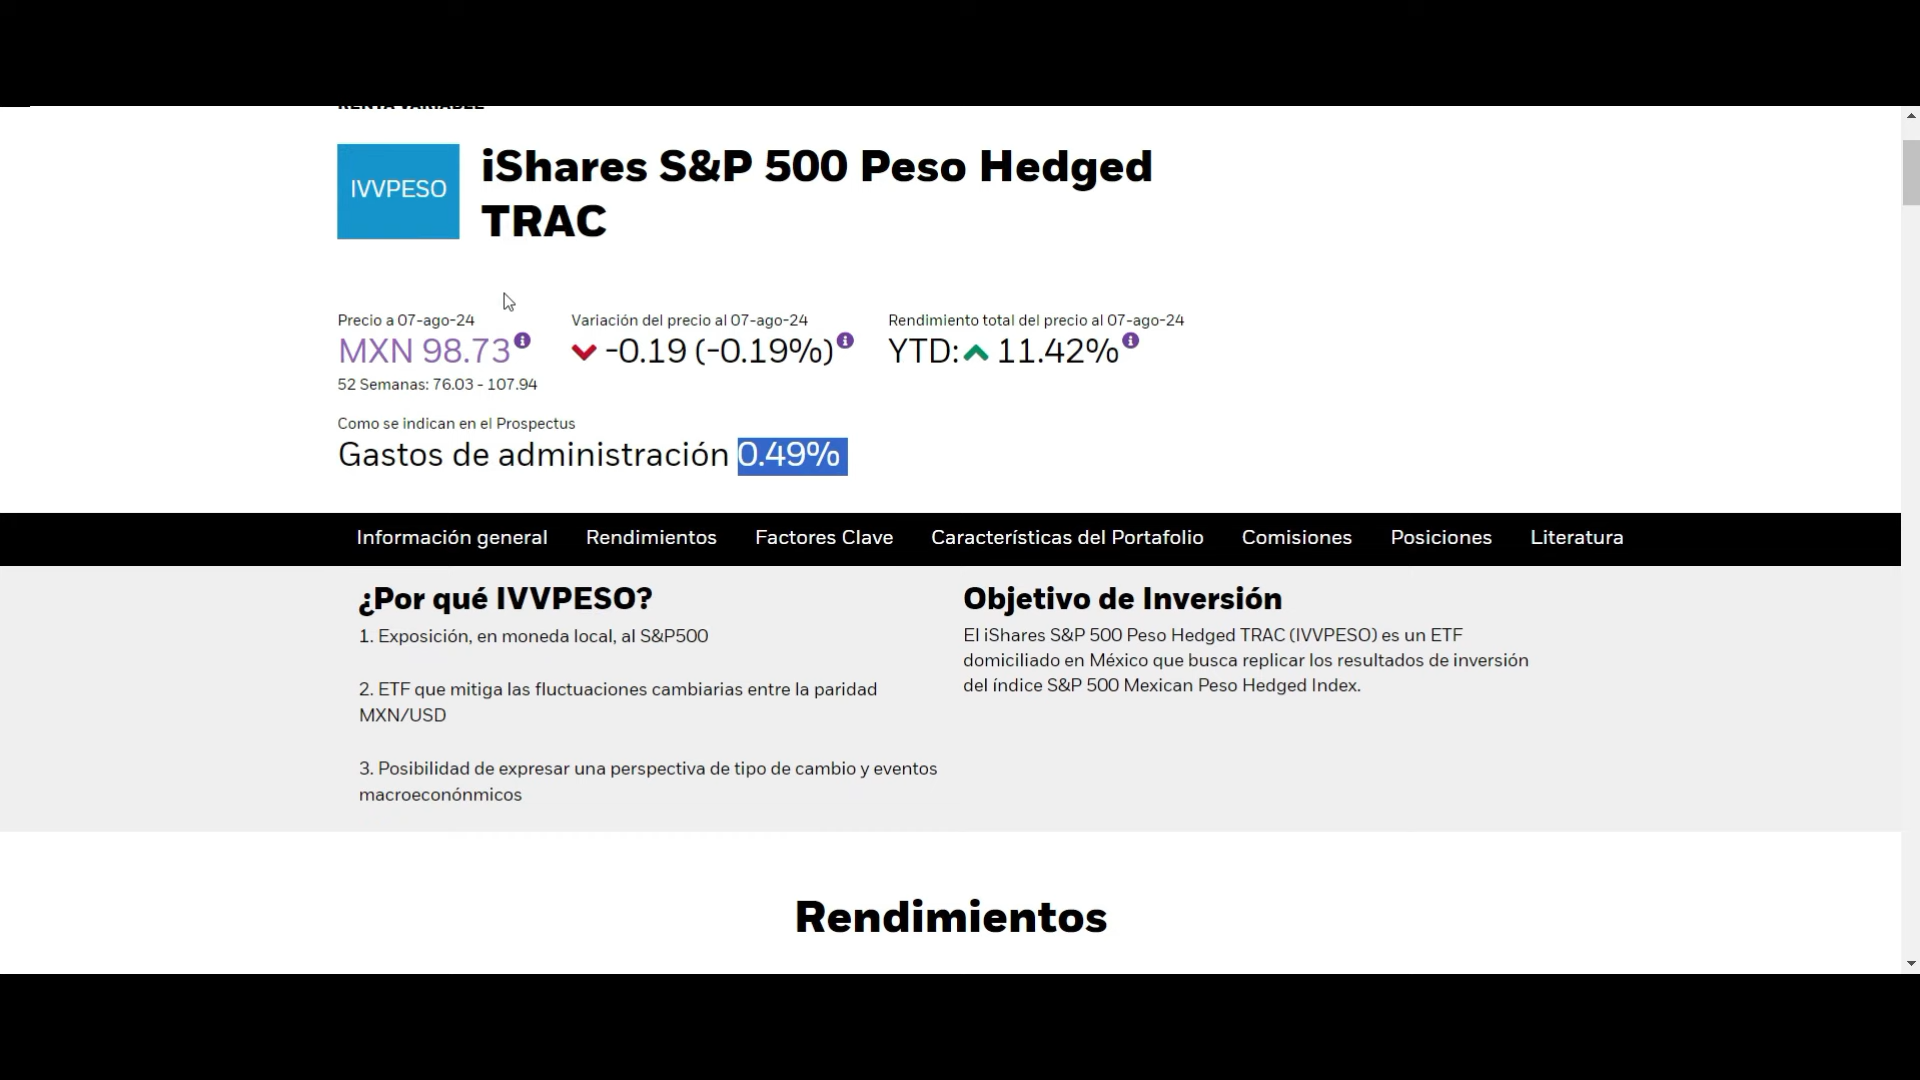 RENTA VARIABLE
IVVPESO
iShares S&P 500 Peso Hedged
TRAC
Precio a 07-ago-24
MXN 98.73
52 Semanas: 76.03 - 107.94
Variación del precio al 07-ago-24
-0.19 (-0.19%)
Rendimiento total del precio al 07-ago-24
YTD: 11.42%
Como se indican en el Prospectus
Gastos de administración 0.49%
Información general Rendimientos Factores Clave Características del Portafolio Comisiones Posiciones Literatura
¿Por qué IVVPESO?
1. Exposición, en moneda local, al S&P500
2. ETF que mitiga las fluctuaciones cambiarias entre la paridad
MXN/USD
3. Posibilidad de expresar una perspectiva de tipo de cambio y eventos
macroeconónmicos
Objetivo de Inversión
El iShares S&P 500 Peso Hedged TRAC (IVVPESO) es un ETF
domiciliado en México que busca replicar los resultados de inversión
del índice S&P 500 Mexican Peso Hedged Index.
Rendimientos